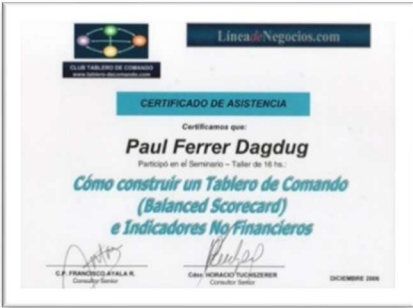 CLUB TABLERO DE COMANDO
www.tablero-decomando.com
LíneadeNegocios.com
CERTIFICADO DE ASISTENCIA
Certificamos que:
Paul Ferrer Dagdug
Participó en el Seminario – Taller de 16 hs.:
Cómo construir un Tablero de Comando
(Balanced Scorecard)
e Indicadores No Financieros
C.P. FRANCISCO AYALA R.
Consultor Senior
Cdor. HORACIO TUCHSZERER
Consultor Senior
DICIEMBRE 2008